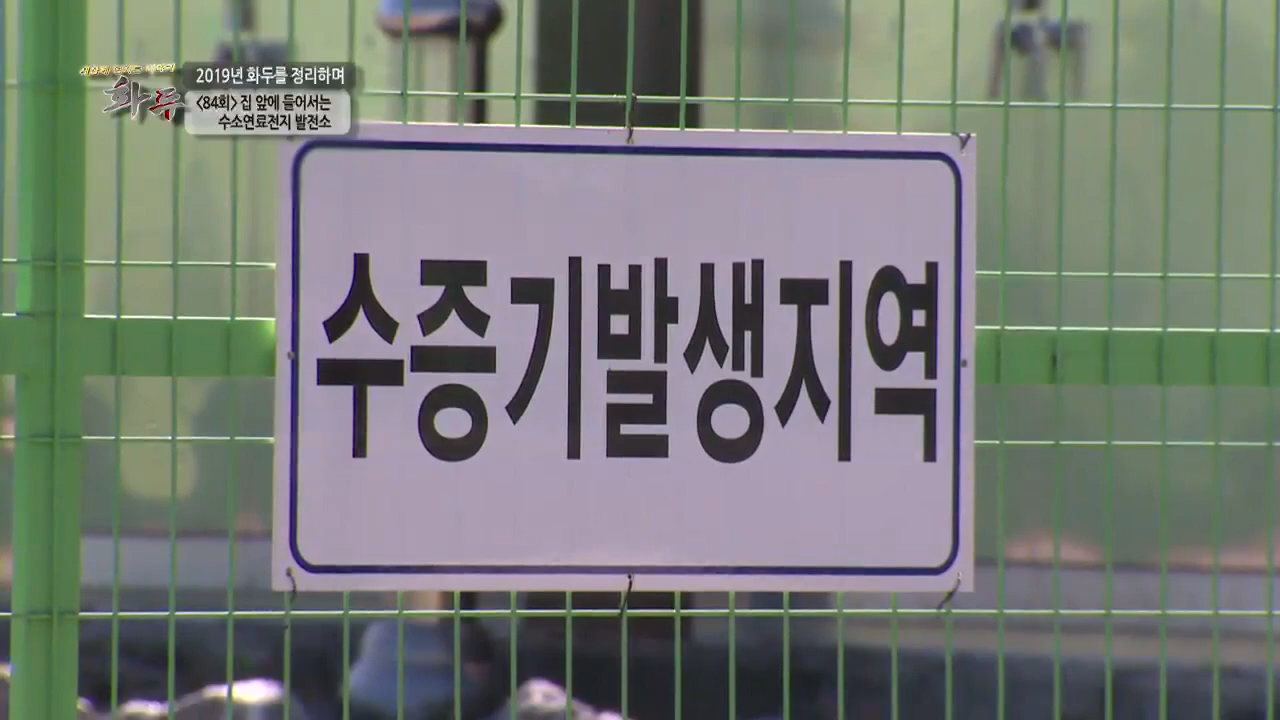 화두
2019년 화두를 정리하며
<84회> 집 앞에 들어서는
수소연료전지 발전소
수증기발생지역